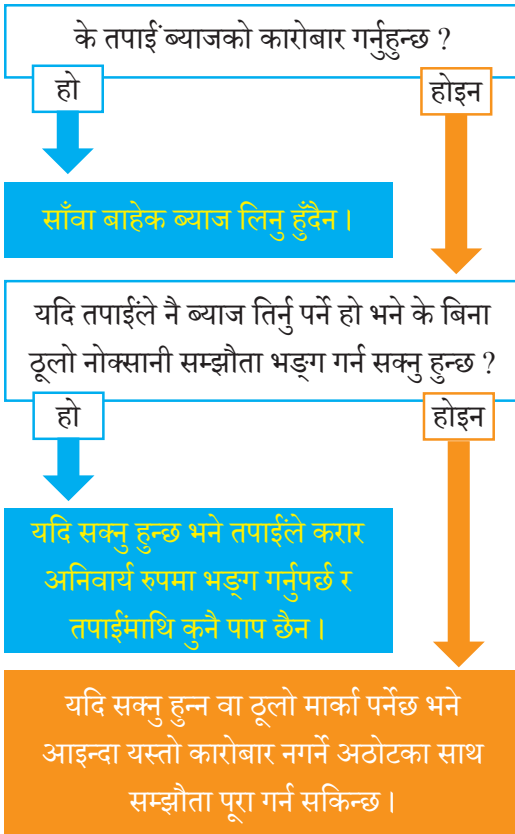 के तपाईं ब्याजको कारोबार गर्नुहुन्छ ?
हो
होइन
साँवा बाहेक ब्याज लिनु हुँदैन ।
यदि तपाईंले नै ब्याज तिर्नु पर्ने हो भने के बिना
ठूलो नोक्सानी सम्झौता भङ्ग गर्न सक्नु हुन्छ ?
हो
होइन
यदि सक्नु हुन्छ भने तपाईंले करार
अनिवार्य रुपमा भङ्ग गर्नुपर्छ र
तपाईंमाथि कुनै पाप छैन ।
यदि सक्नु हुन्न वा ठूलो मार्का पर्नेछ भने
आइन्दा यस्तो कारोबार नगर्ने अठोटका साथ
सम्झौता पूरा गर्न सकिन्छ ।